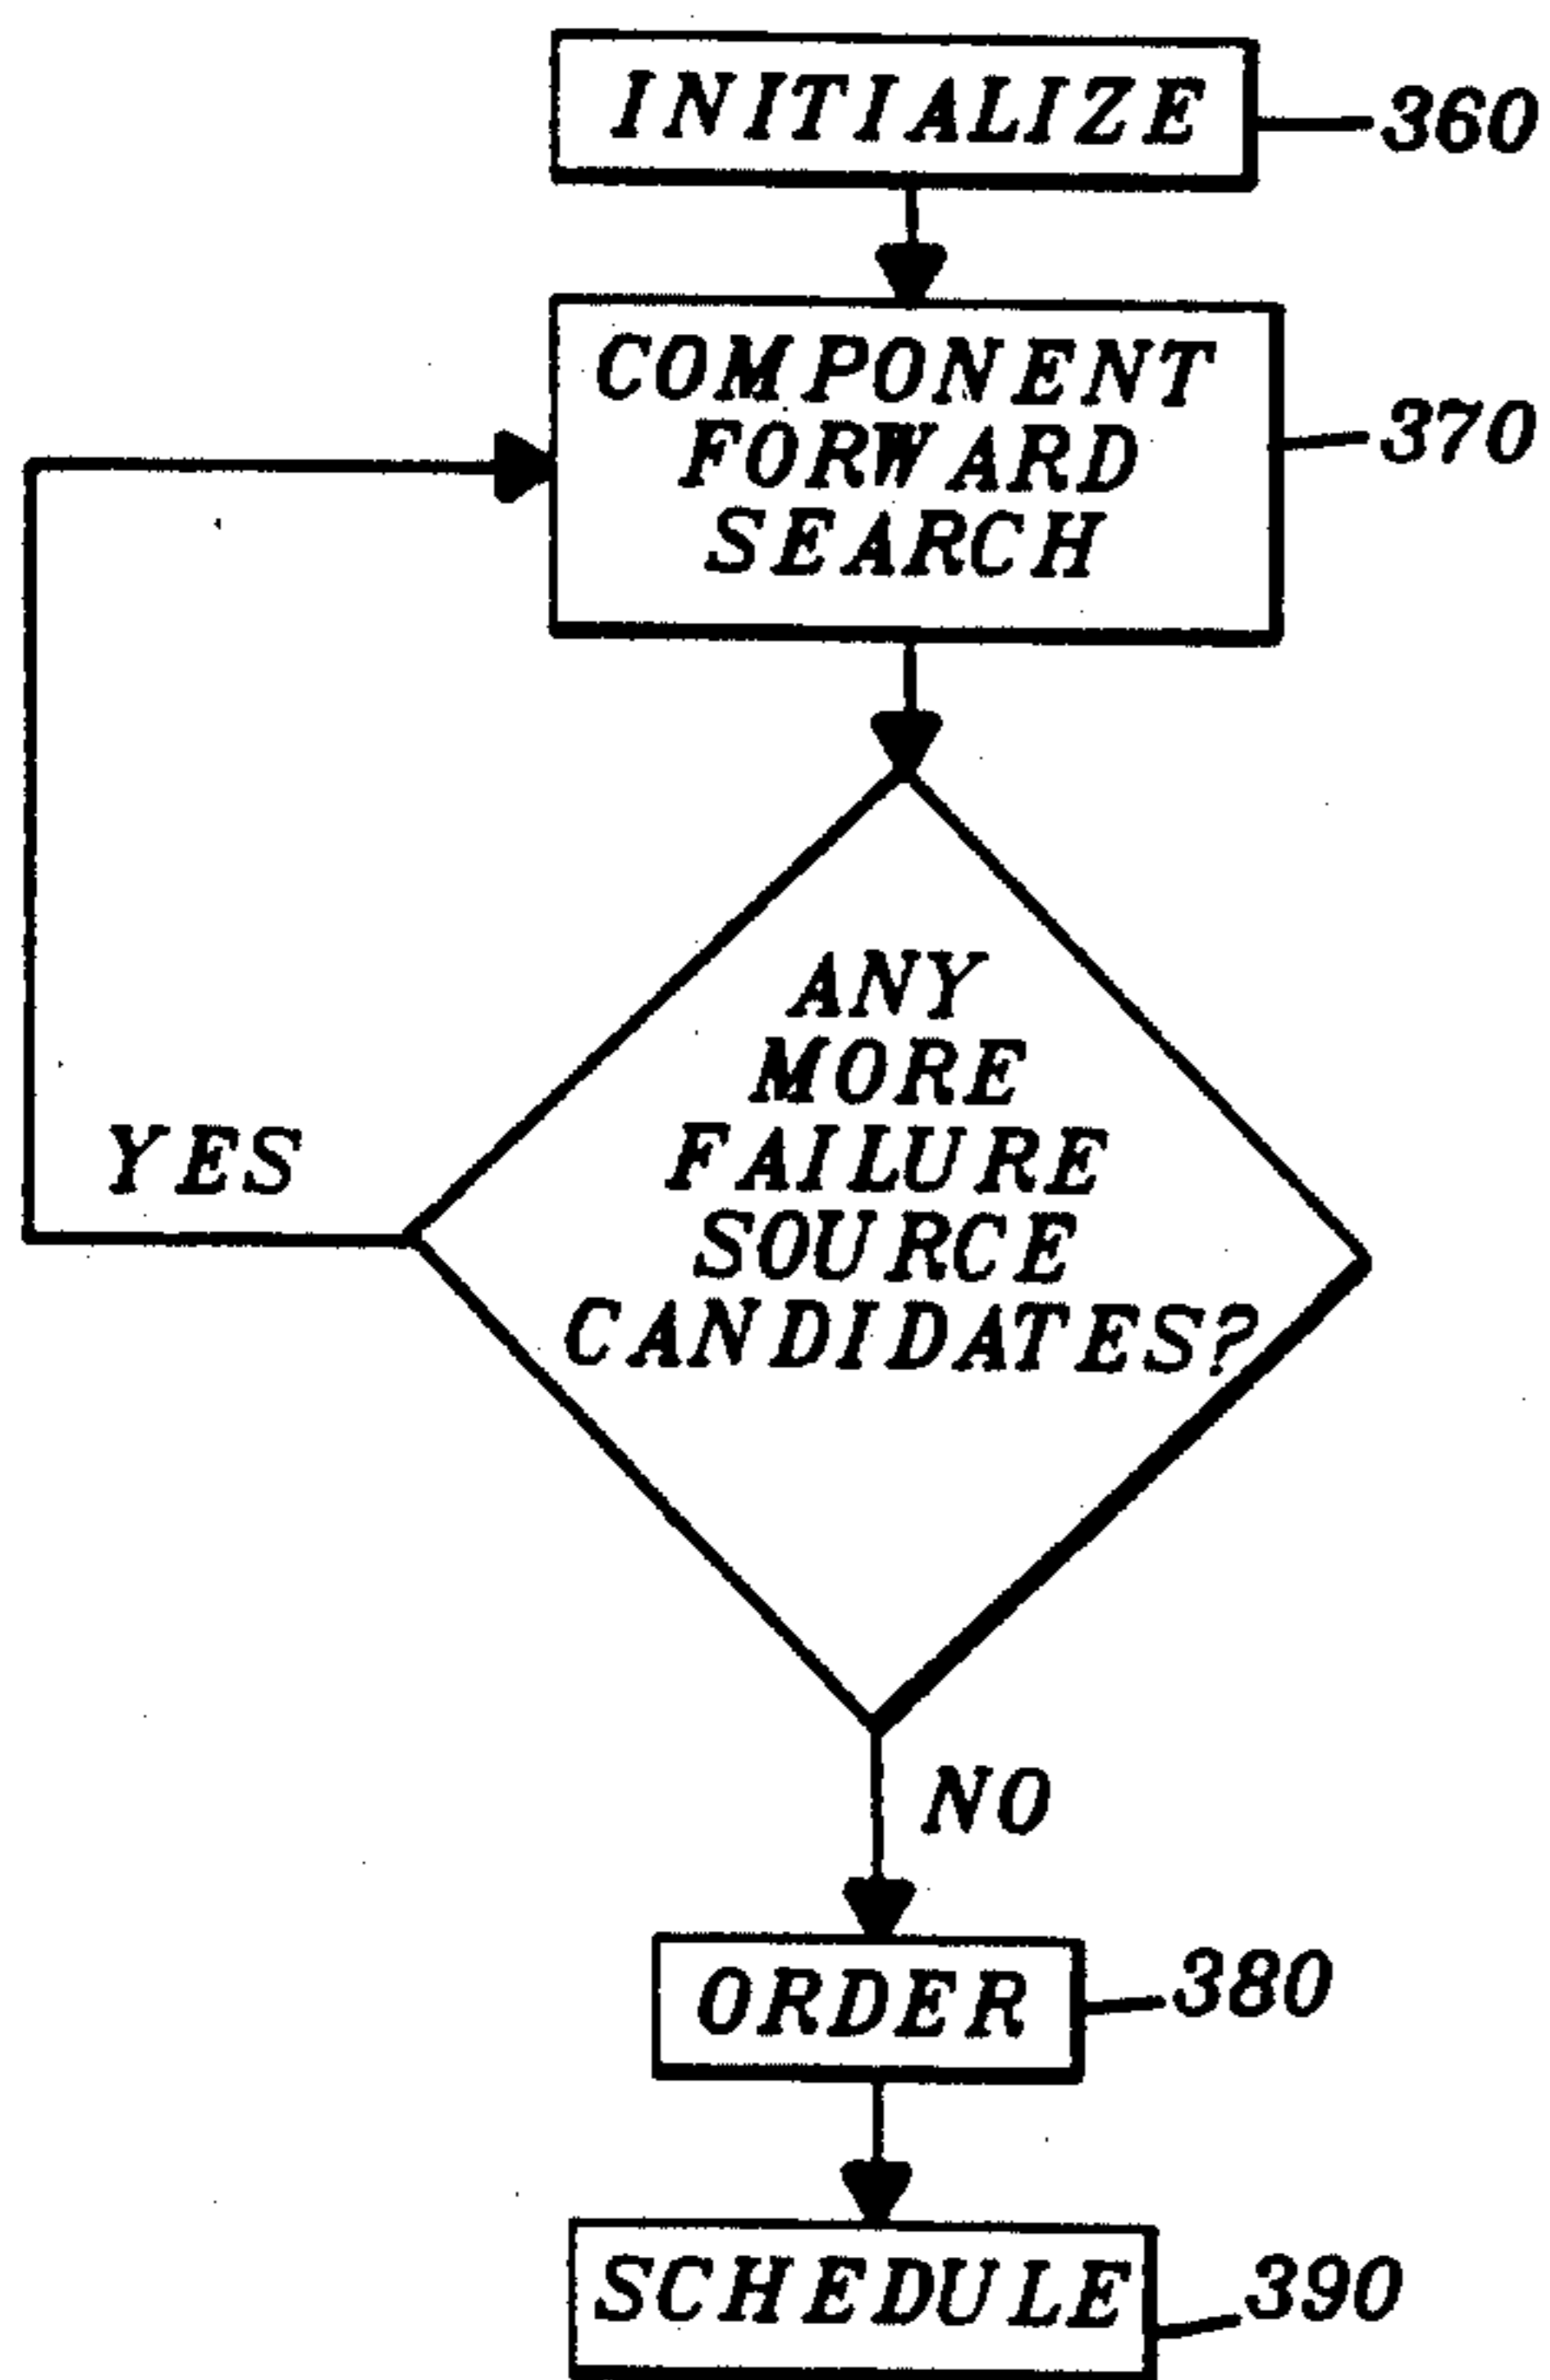 INITIALIZE
360
COMPONENT
FORWARD
SEARCH
370
ANY
MORE
FAILURE
SOURCE
CANDIDATES?
YES
NO
ORDER
380
SCHEDULE
390